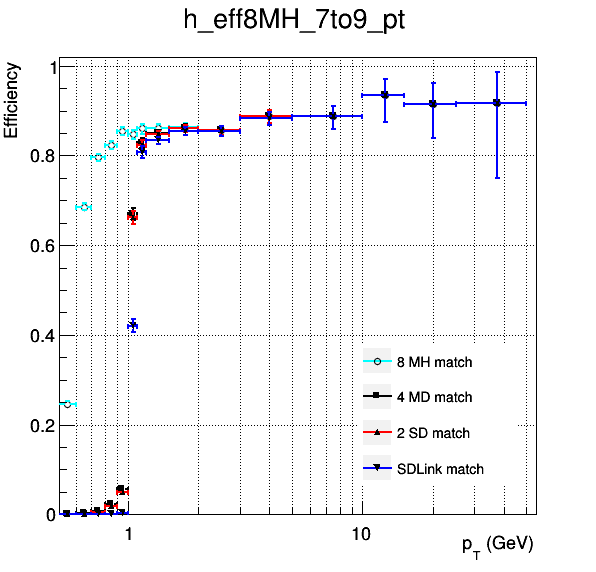 h_eff8MH_7to9_pt
Efficiency
1
0.8
0.6
0.4
0.2
0
8 MH match
4 MD match
2 SD match
SDLink match
1
10
p_T (GeV)